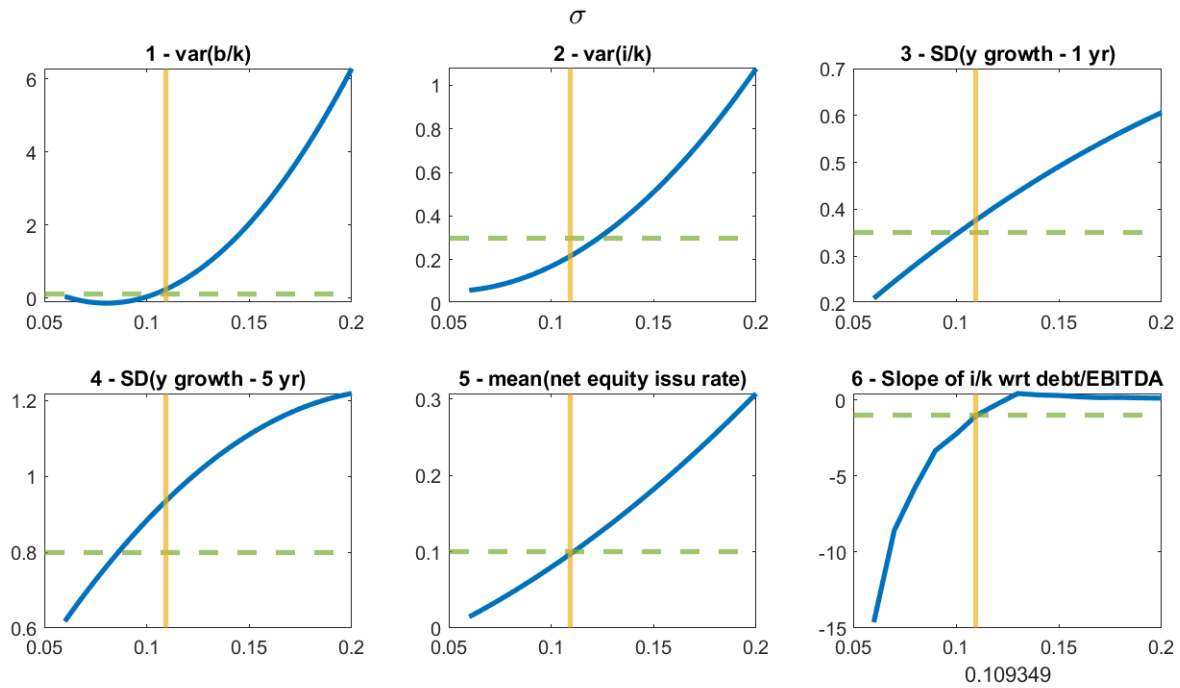 σ
1 - var(b/k)
6
4
2
0
0.05 0.1 0.15 0.2
2 - var(i/k)
1
0.8
0.6
0.4
0.2
0
0.05 0.1 0.15 0.2
3 - SD(y growth - 1 yr)
0.7
0.6
0.5
0.4
0.3
0.2
0.05 0.1 0.15 0.2
4 - SD(y growth - 5 yr)
1.2
1
0.8
0.6
0.05 0.1 0.15 0.2
5 - mean(net equity issu rate)
0.3
0.2
0.1
0
0.05 0.1 0.15 0.2
6 - Slope of i/k wrt debt/EBITDA
0
-5
-10
-15
0.05 0.1 0.15 0.2
0.109349